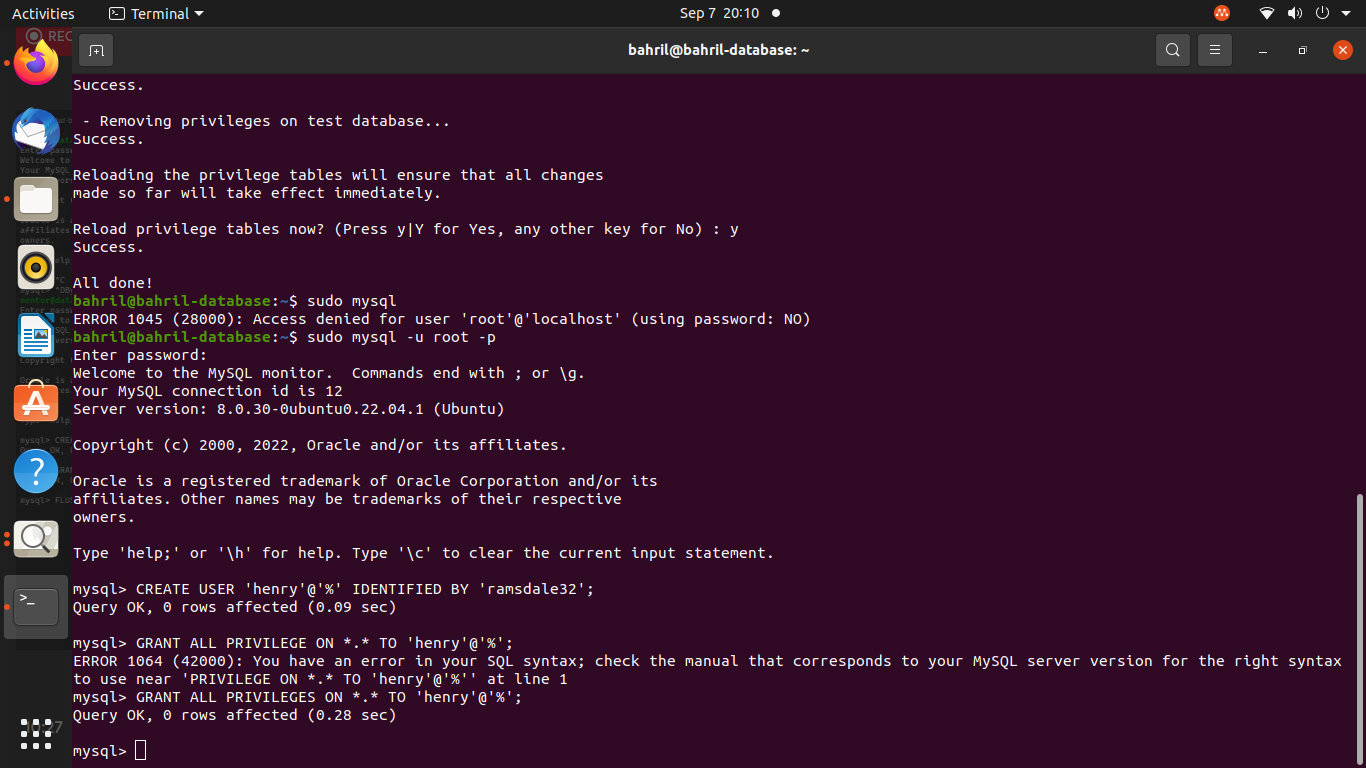 Activities
Terminal
Sep 7 20:10
REC
bahril@bahril-database: ~
Success.
- Removing privileges on test database...
Success.
Reloading the privilege tables will ensure that all changes
made so far will take effect immediately.
Reload privilege tables now? (Press y|Y for Yes, any other key for No) : y
Success.
All done!
bahril@bahril-database:~$ sudo mysql
ERROR 1045 (28000): Access denied for user 'root'@'localhost' (using password: NO)
bahril@bahril-database:~$ sudo mysql -u root -p
Enter password:
Welcome to the MySQL monitor.  Commands end with ; or \g.
Your MySQL connection id is 12
Server version: 8.0.30-0ubuntu0.22.04.1 (Ubuntu)
Copyright (c) 2000, 2022, Oracle and/or its affiliates.
Oracle is a registered trademark of Oracle Corporation and/or its
affiliates. Other names may be trademarks of their respective
owners.
Type 'help;' or '\h' for help. Type '\c' to clear the current input statement.
mysql> CREATE USER 'henry'@'%' IDENTIFIED BY 'ramsdale32';
Query OK, 0 rows affected (0.09 sec)
mysql> GRANT ALL PRIVILEGE ON *.* TO 'henry'@'%';
ERROR 1064 (42000): You have an error in your SQL syntax; check the manual that corresponds to your MySQL server version for the right syntax
to use near 'PRIVILEGE ON *.* TO 'henry'@'%'' at line 1
mysql> GRANT ALL PRIVILEGES ON *.* TO 'henry'@'%';
Query OK, 0 rows affected (0.28 sec)
mysql>